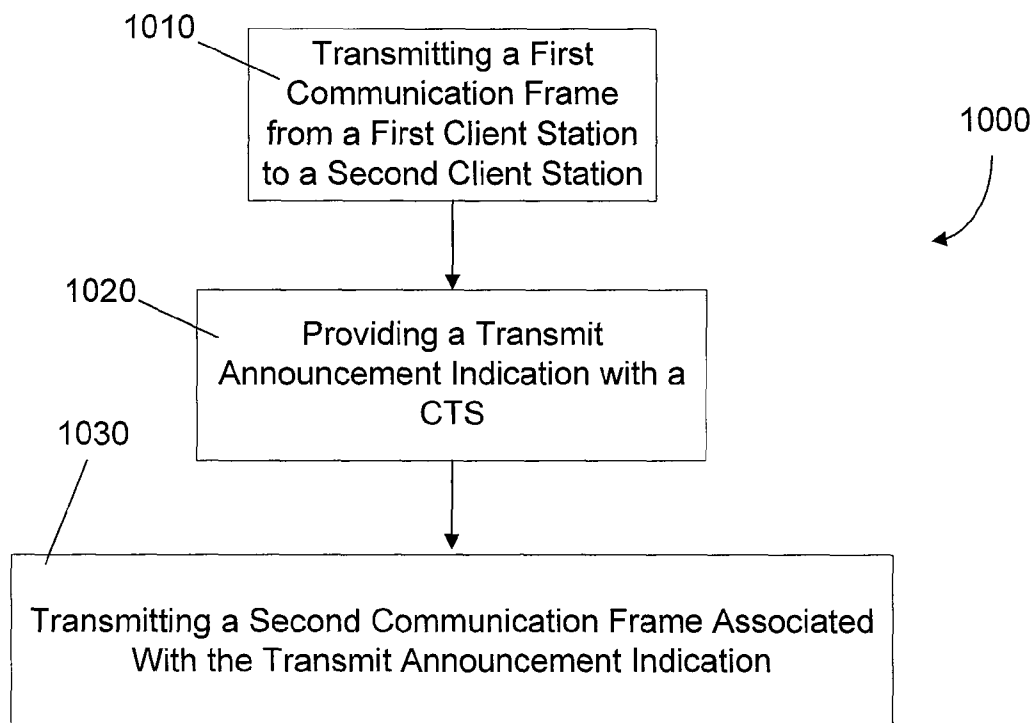 1010
Transmitting a First
Communication Frame
from a First Client Station
to a Second Client Station
1000
1020
Providing a Transmit
Announcement Indication with a
CTS
1030
Transmitting a Second Communication Frame Associated
With the Transmit Announcement Indication